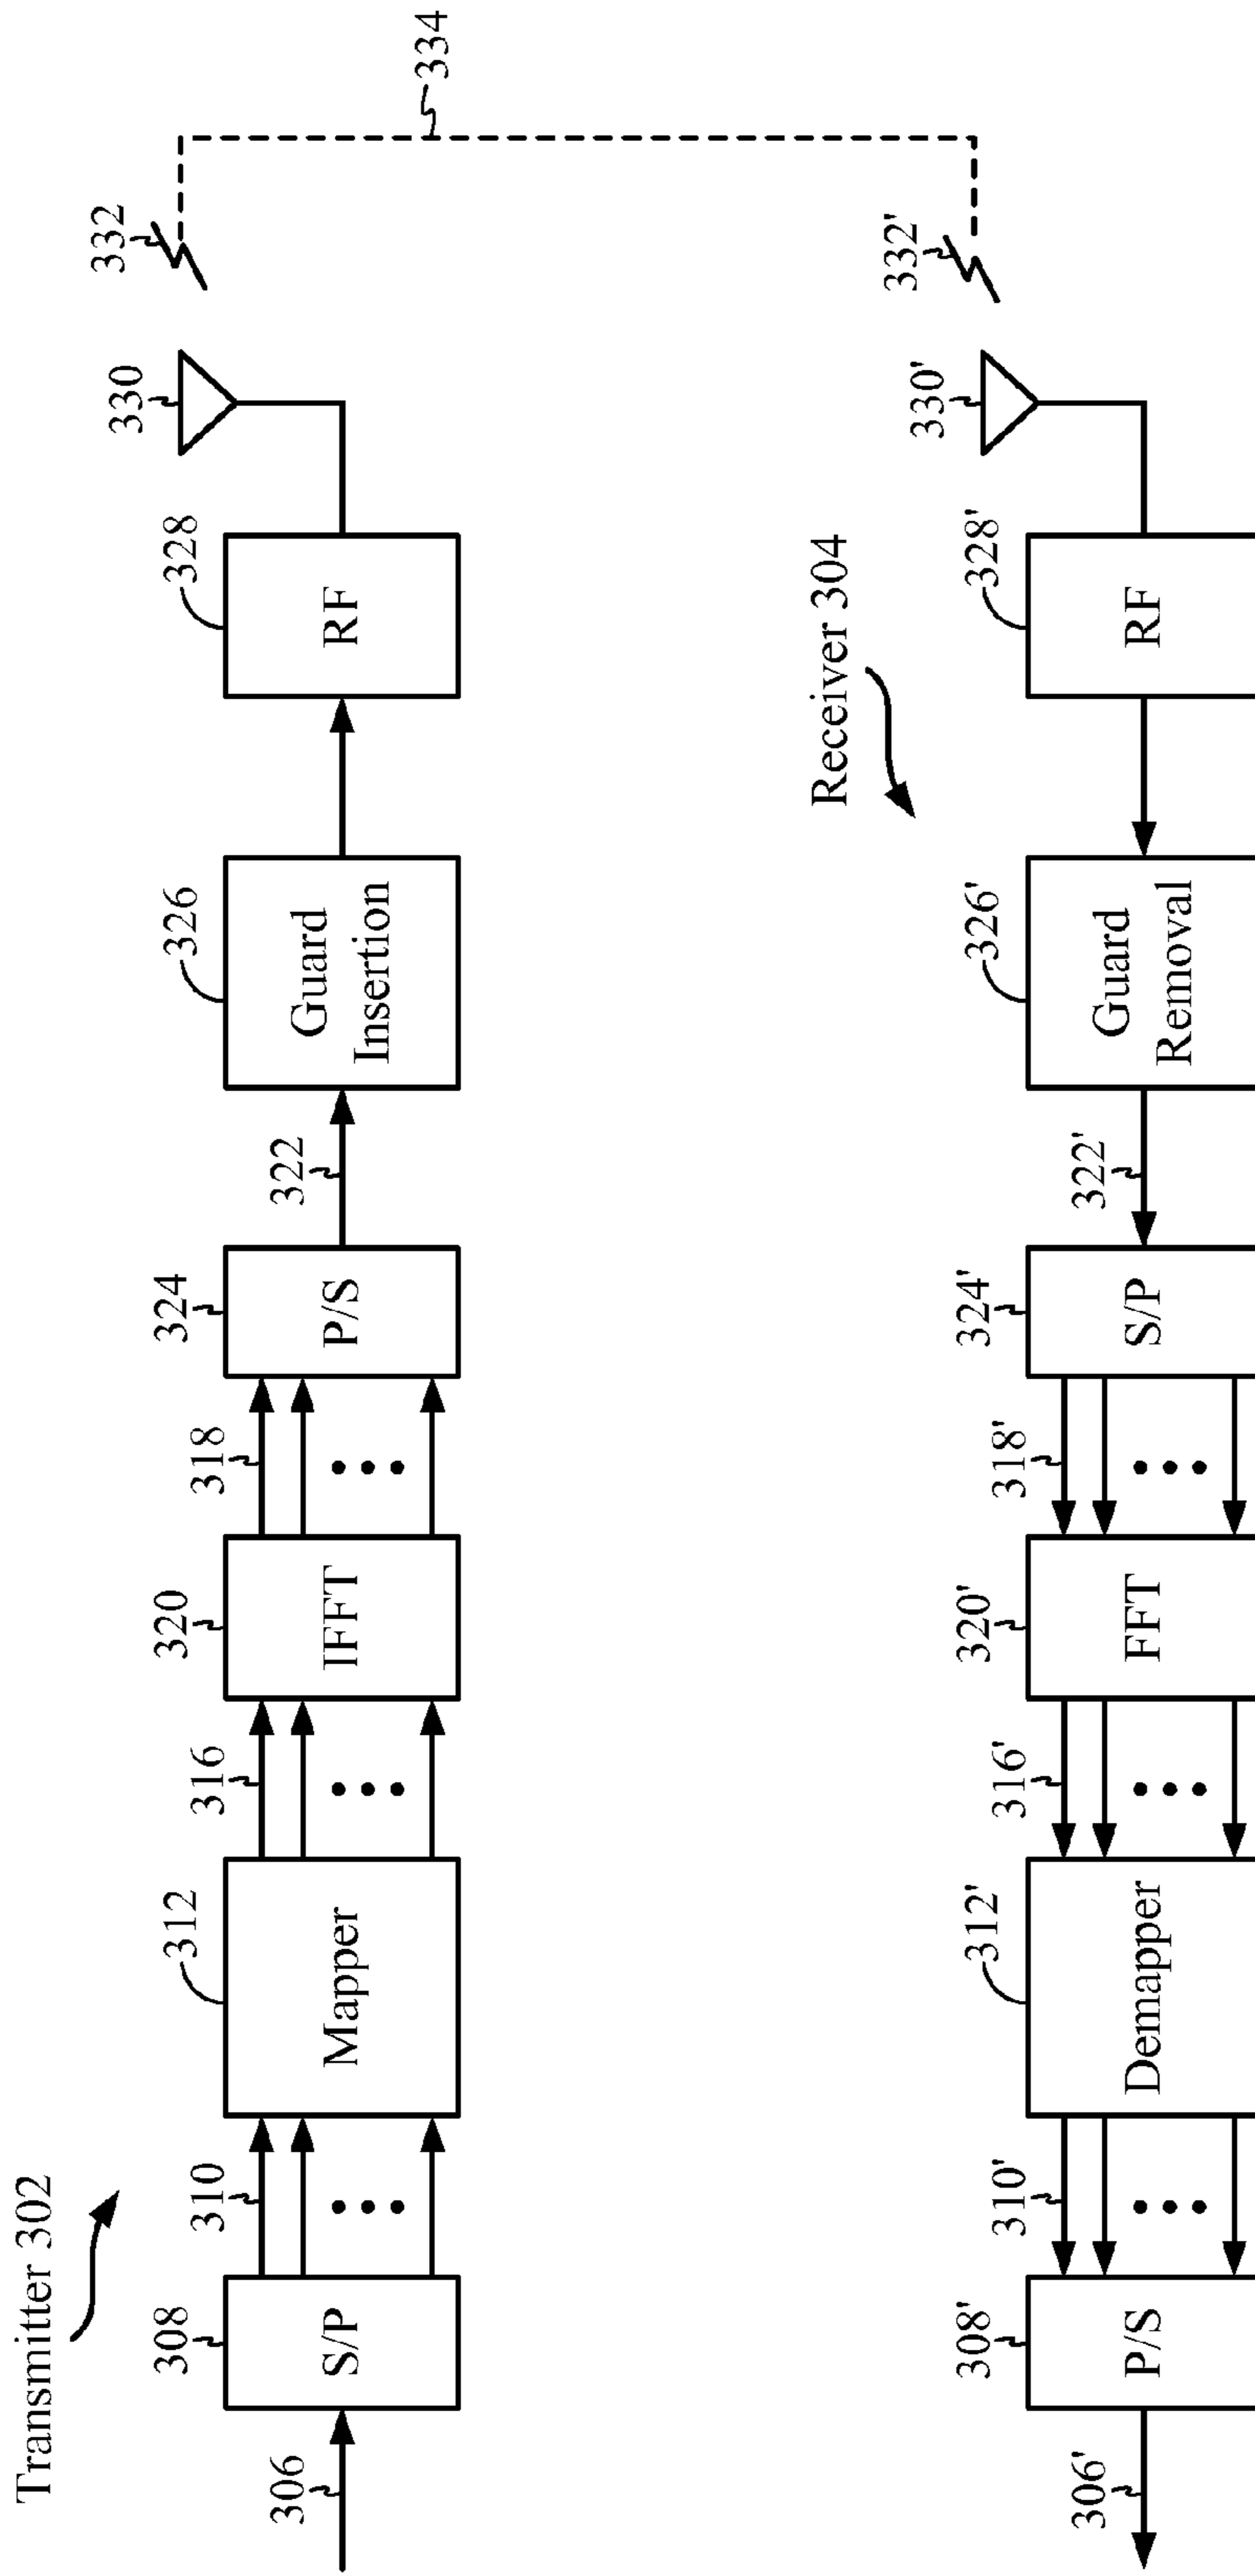 Transmitter 302
306
308
S/P
310
312
Mapper
316
320
IFFT
318
324
P/S
322
326
Guard
Insertion
328
RF
330
332
334
Receiver 304
306'
308'
P/S
310'
312'
Demapper
316'
320'
FFT
318'
324'
S/P
322'
326'
Guard
Removal
328'
RF
330'
332'